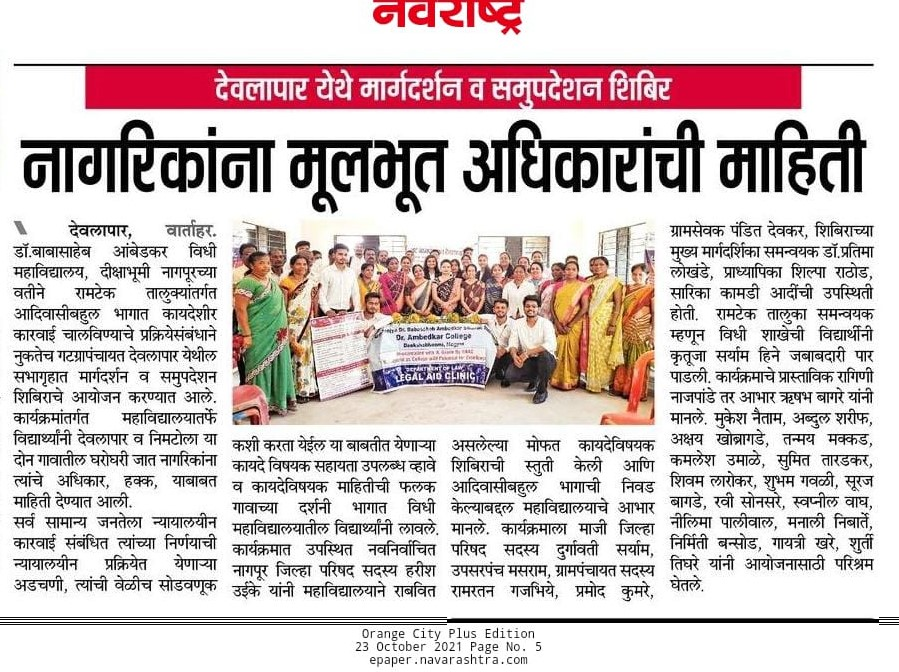 नवराष्ट्र
देवलापार येथे मार्गदर्शन व समुपदेशन शिबिर
नागरिकांना मूलभूत अधिकारांची माहिती
देवलापार, वार्ताहर.
डॉ.बाबासाहेब आंबेडकर विधी
महाविद्यालय, दीक्षाभूमी नागपूरच्या
वतीने रामटेक तालुक्यांतर्गत
आदिवासीबहुल भागात कायदेशीर
कारवाई चालविण्याचे प्रक्रियेसंबंधाने
नुकतेच गटग्रापंचायत देवलापार येथील
सभागृहात मार्गदर्शन व समुपदेशन
शिबिराचे आयोजन करण्यात आले.
कार्यक्रमांतर्गत महाविद्यालयातर्फे
विद्यार्थ्यांनी देवलापार व निमटोला या
दोन गावातील घरोघरी जात नागरिकांना
त्यांचे अधिकार, हक्क, याबाबत
माहिती देण्यात आली.
सर्व सामान्य जनतेला न्यायालयीन
कारवाई संबंधित त्यांच्या निर्णयाची
न्यायालयीन प्रक्रियेत येणाऱ्या
अडचणी, त्यांची वेळीच सोडवणूक
Dr. Ambedkar College
Deekshabhoomi, Nagpur
DEPARTMENT OF LAW
LEGAL AID CLINIC
कशी करता येईल या बाबतीत येणाऱ्या
कायदे विषयक सहायता उपलब्ध व्हावे
व कायदेविषयक माहितीची फलक
गावाच्या दर्शनी भागात विधी
महाविद्यालयातील विद्यार्थ्यांनी लावले.
कार्यक्रमात उपस्थित नवनिर्वाचित
नागपूर जिल्हा परिषद सदस्य हरीश
उईके यांनी महाविद्यालयाने राबवित
असलेल्या मोफत कायदेविषयक
शिबिराची स्तुती केली आणि
आदिवासीबहुल भागाची निवड
केल्याबद्दल महाविद्यालयाचे आभार
मानले. कार्यक्रमाला माजी जिल्हा
परिषद सदस्य दुर्गावती सर्याम,
उपसरपंच मसराम, ग्रामपंचायत सदस्य
रामरतन गजभिये, प्रमोद कुमरे,
ग्रामसेवक पंडित देवकर, शिबिराच्या
मुख्य मार्गदर्शिका समन्वयक डॉ.प्रतिमा
लोखंडे, प्राध्यापिका शिल्पा राठोड,
सारिका कामडी आदींची उपस्थिती
होती. रामटेक तालुका समन्वयक
म्हणून विधी शाखेची विद्यार्थीनी
कृतूजा सर्याम हिने जबाबदारी पार
पाडली. कार्यक्रमाचे प्रास्ताविक रागिणी
नाजपांडे तर आभार ऋषभ बागरे यांनी
मानले. मुकेश नैताम, अब्दुल शरीफ,
अक्षय खोब्रागडे, तन्मय मक्कड,
कमलेश उमाळे, सुमित तारडकर,
शिवम लारोकर, शुभम गवळी, सूरज
बागडे, रवी सोनसरे, स्वप्नील वाघ,
नीलिमा पालीवाल, मनाली निबार्ते,
निर्मिती बन्सोड, गायत्री खरे, श्रुती
तिघरे यांनी आयोजनासाठी परिश्रम
घेतले.
Orange City Plus Edition
23 October 2021 Page No. 5
epaper.navarashtra.com